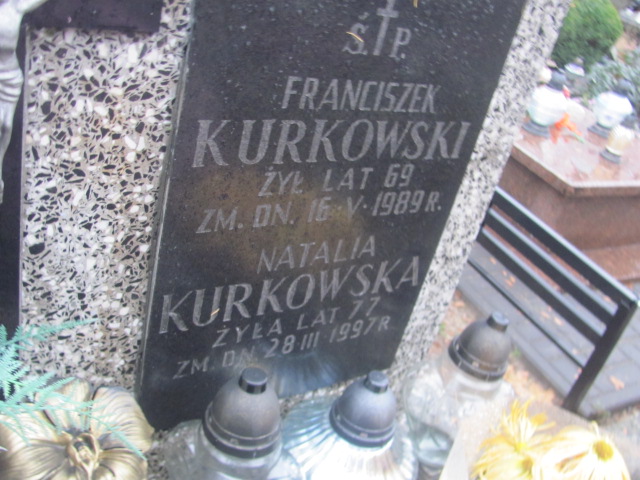 Ś.P.
FRANCISZEK
KURKOWSKI
ŻYŁ LAT 69
ZM. DN. 16 V 1989 R.
NATALIA
KURKOWSKA
ŻYŁA LAT 77
ZM. DN. 28 III 1997 R.